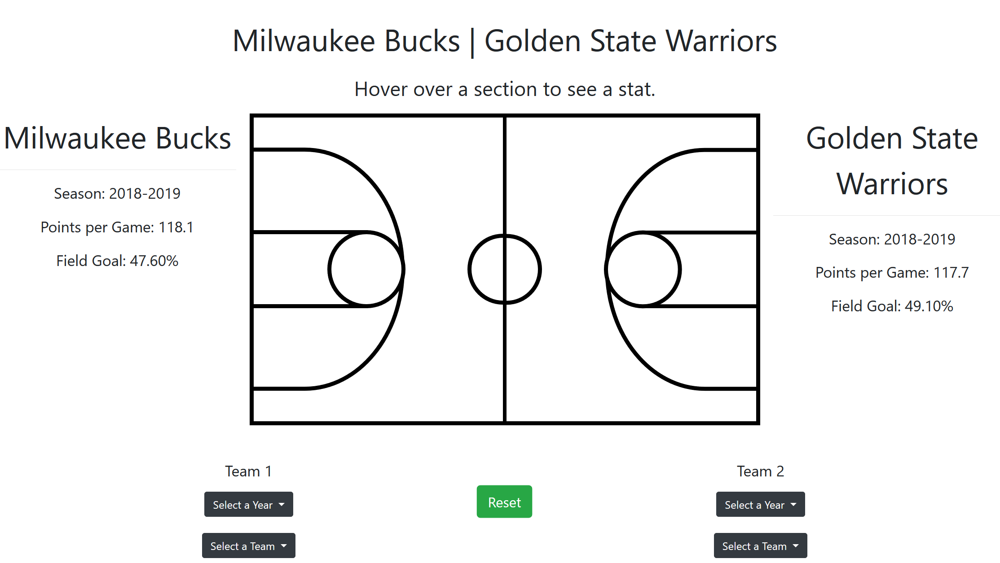 Milwaukee Bucks | Golden State Warriors
Hover over a section to see a stat.
Milwaukee Bucks
Season: 2018-2019
Points per Game: 118.1
Field Goal: 47.60%
Golden State
Warriors
Season: 2018-2019
Points per Game: 117.7
Field Goal: 49.10%
Team 1
Select a Year
Select a Team
Reset
Team 2
Select a Year
Select a Team